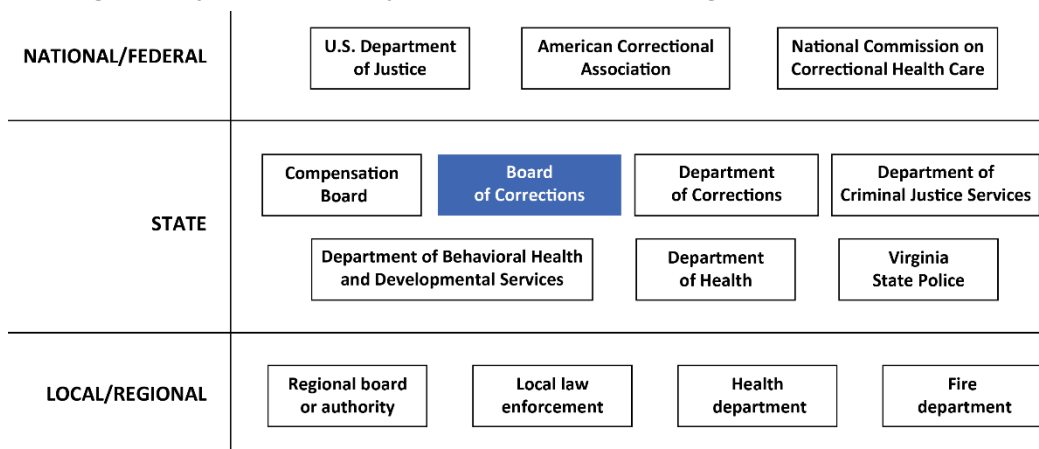 NATIONAL/FEDERAL
U.S. Department
of Justice
American Correctional
Association
National Commission on
Correctional Health Care
STATE
Compensation
Board
Board
of Corrections
Department
of Corrections
Department of
Criminal Justice Services
Department of Behavioral Health
and Developmental Services
Department
of Health
Virginia
State Police
LOCAL/REGIONAL
Regional board
or authority
Local law
enforcement
Health
department
Fire
department